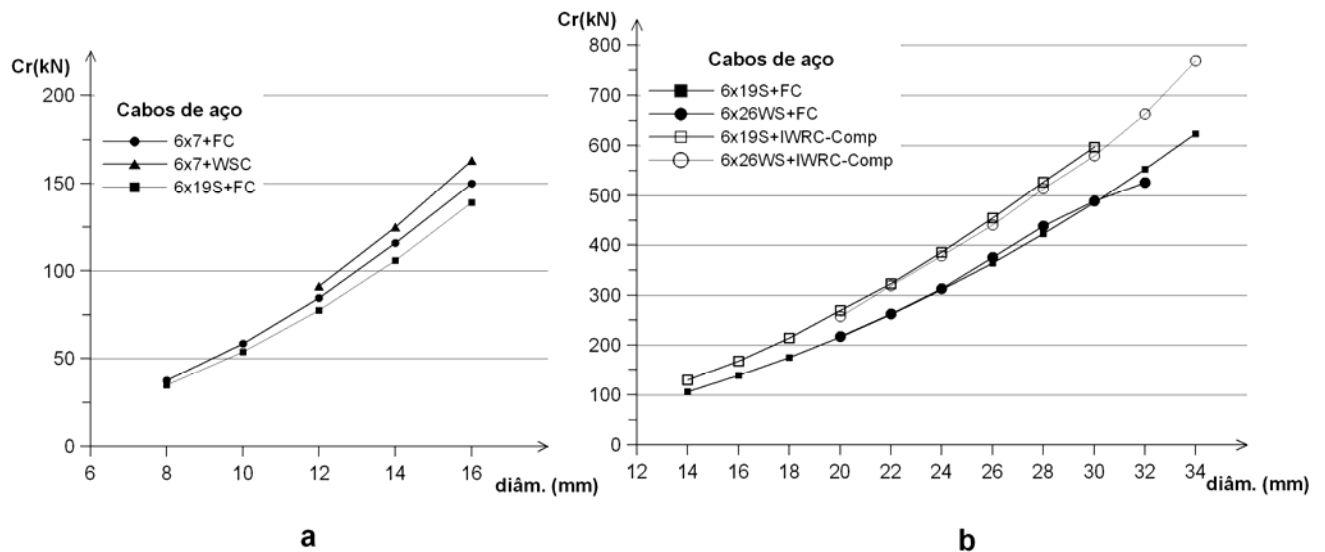 Cr(kN)
200
150
100
50
0
Cabos de aço
6x7+FC
6x7+WSC
6x19S+FC
6 8 10 12 14 16
diâm. (mm)
a
Cr(kN)
800
700
600
500
400
300
200
100
0
Cabos de aço
6x19S+FC
6x26WS+FC
6x19S+IWRC-Comp
6x26WS+IWRC-Comp
12 14 16 18 20 22 24 26 28 30 32 34
diâm. (mm)
b